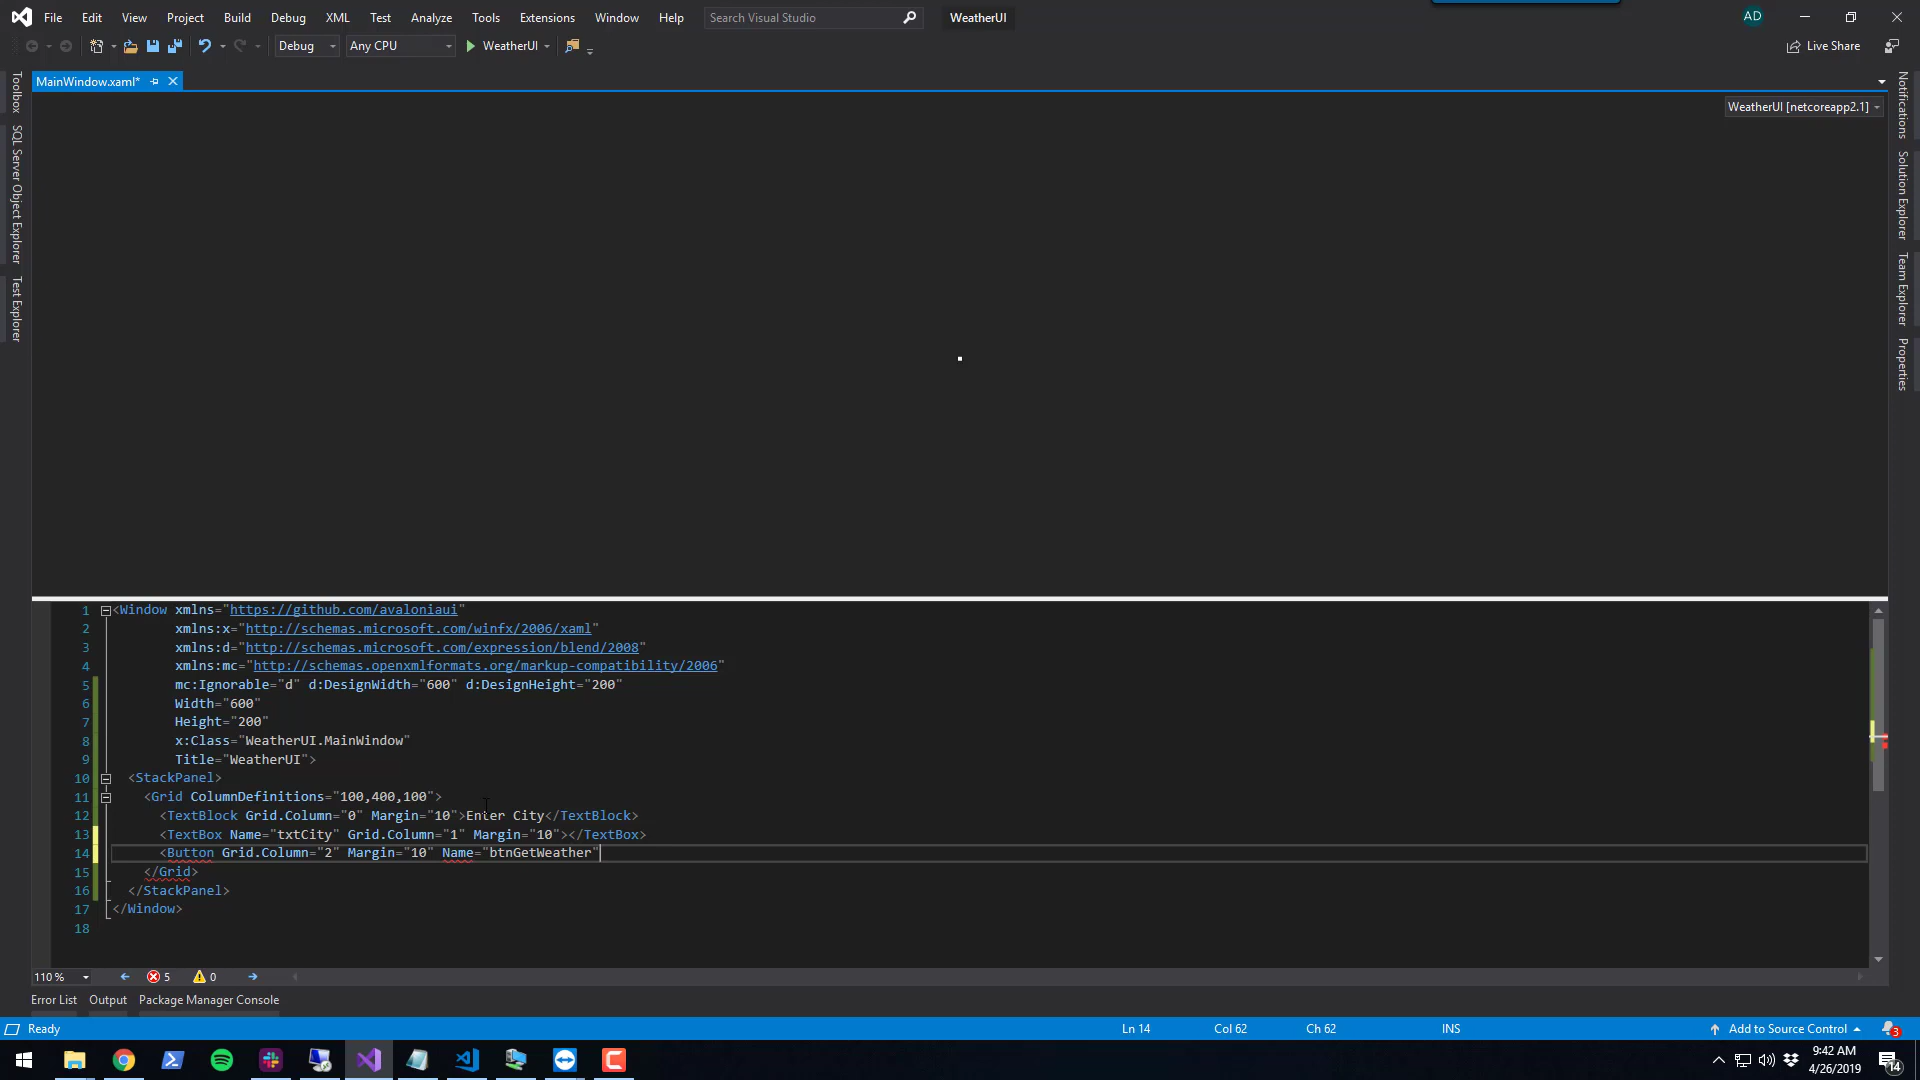 File Edit View Project Build Debug XML Test Analyze Tools Extensions Window Help Search Visual Studio WeatherUI AD
Debug Any CPU WeatherUI Live Share
MainWindow.xaml*
WeatherUI [netcoreapp2.1]
Toolbox
SQL Server Object Explorer
Test Explorer
Notifications
Solution Explorer
Team Explorer
Properties
1 <Window xmlns="https://github.com/avaloniaui"
2 xmlns:x="http://schemas.microsoft.com/winfx/2006/xaml"
3 xmlns:d="http://schemas.microsoft.com/expression/blend/2008"
4 xmlns:mc="http://schemas.openxmlformats.org/markup-compatibility/2006"
5 mc:Ignorable="d" d:DesignWidth="600" d:DesignHeight="200"
6 Width="600"
7 Height="200"
8 x:Class="WeatherUI.MainWindow"
9 Title="WeatherUI">
10 <StackPanel>
11 <Grid ColumnDefinitions="100,400,100">
12 <TextBlock Grid.Column="0" Margin="10">Enter City</TextBlock>
13 <TextBox Name="txtCity" Grid.Column="1" Margin="10"></TextBox>
14 <Button Grid.Column="2" Margin="10" Name="btnGetWeather"
15 </Grid>
16 </StackPanel>
17 </Window>
18
110 % 5 0
Error List Output Package Manager Console
Ready Ln 14 Col 62 Ch 62 INS Add to Source Control 3
9:42 AM
4/26/2019
14